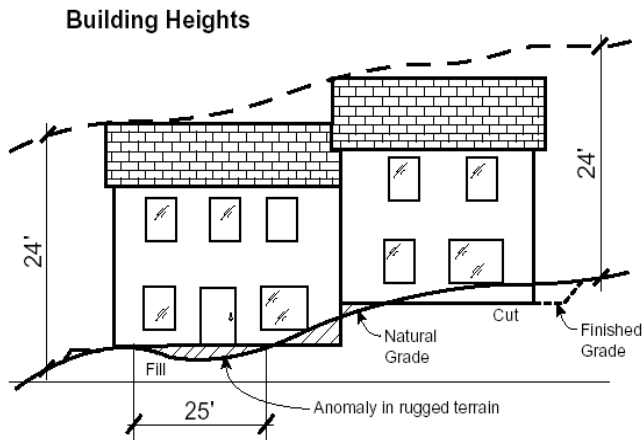 Building Heights
24'
24'
Natural
Grade
Cut
Finished
Grade
Fill
Anomaly in rugged terrain
25'